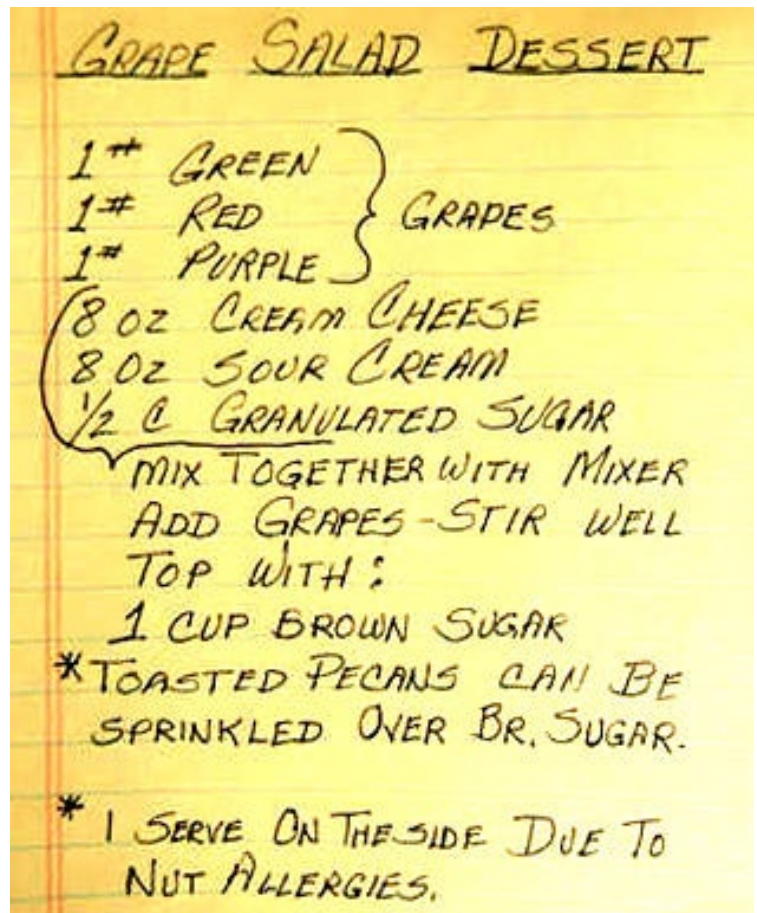 GRAPE SALAD DESSERT
1# GREEN
1# RED GRAPES
1# PURPLE
8 OZ CREAM CHEESE
8 OZ SOUR CREAM
1/2 C GRANULATED SUGAR
MIX TOGETHER WITH MIXER
ADD GRAPES - STIR WELL
TOP WITH:
1 CUP BROWN SUGAR
* TOASTED PECANS CAN BE
SPRINKLED OVER BR. SUGAR.
* I SERVE ON THE SIDE DUE TO
NUT ALLERGIES.